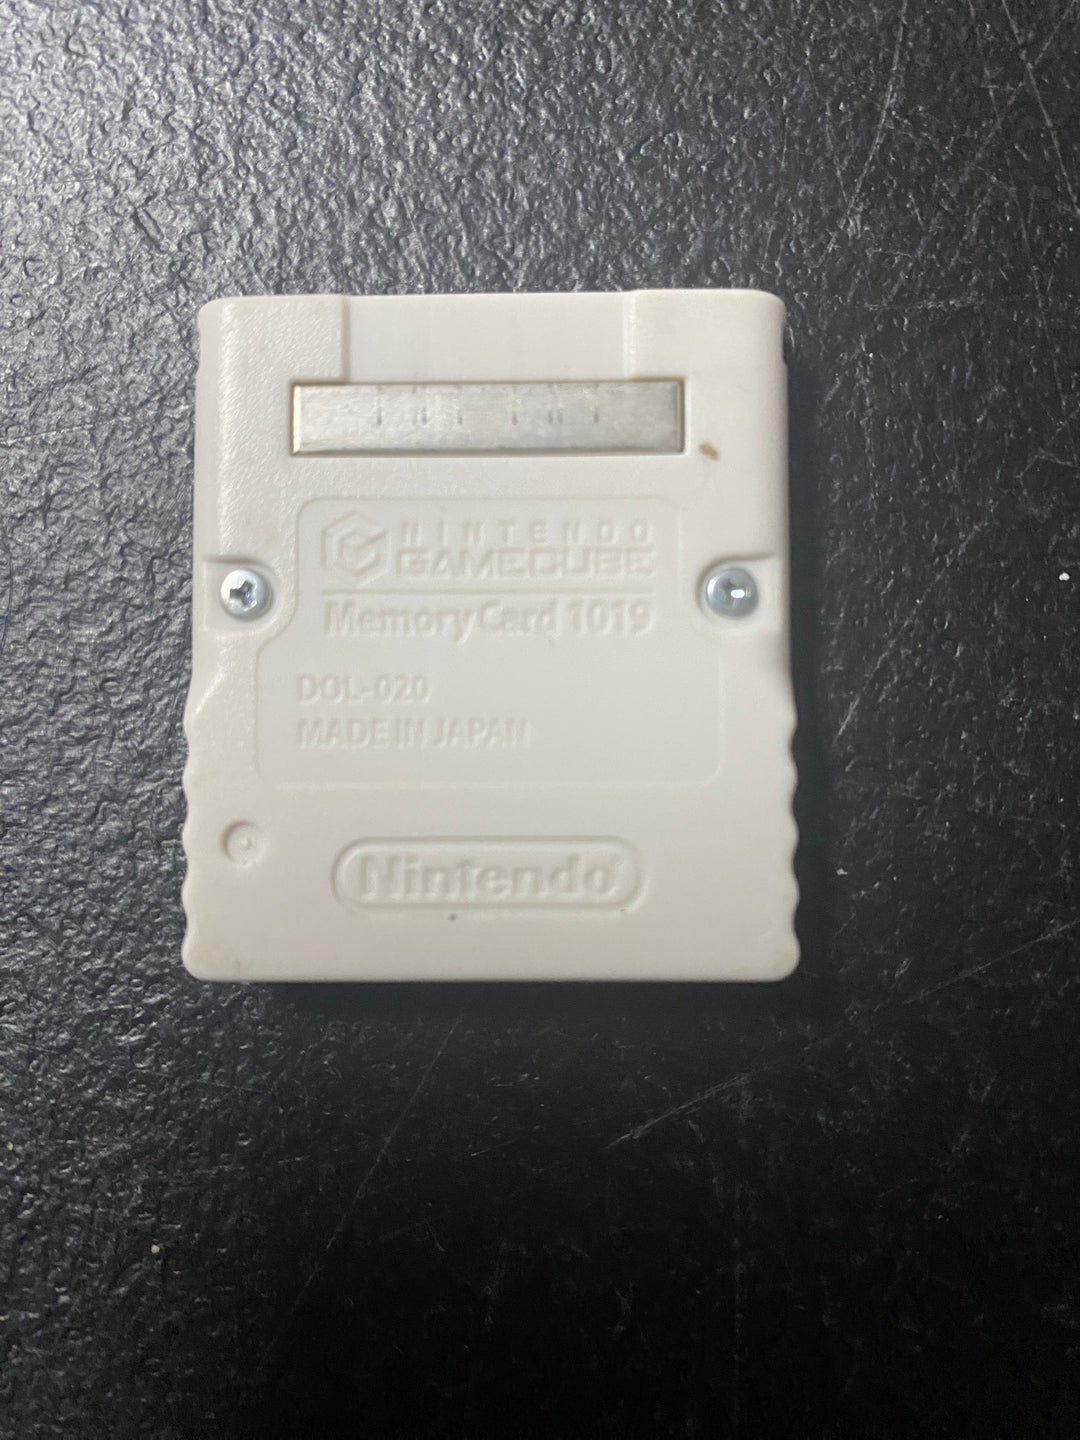 NINTENDO
GAMECUBE
Memory Card 1019
DOL-020
MADE IN JAPAN
Nintendo